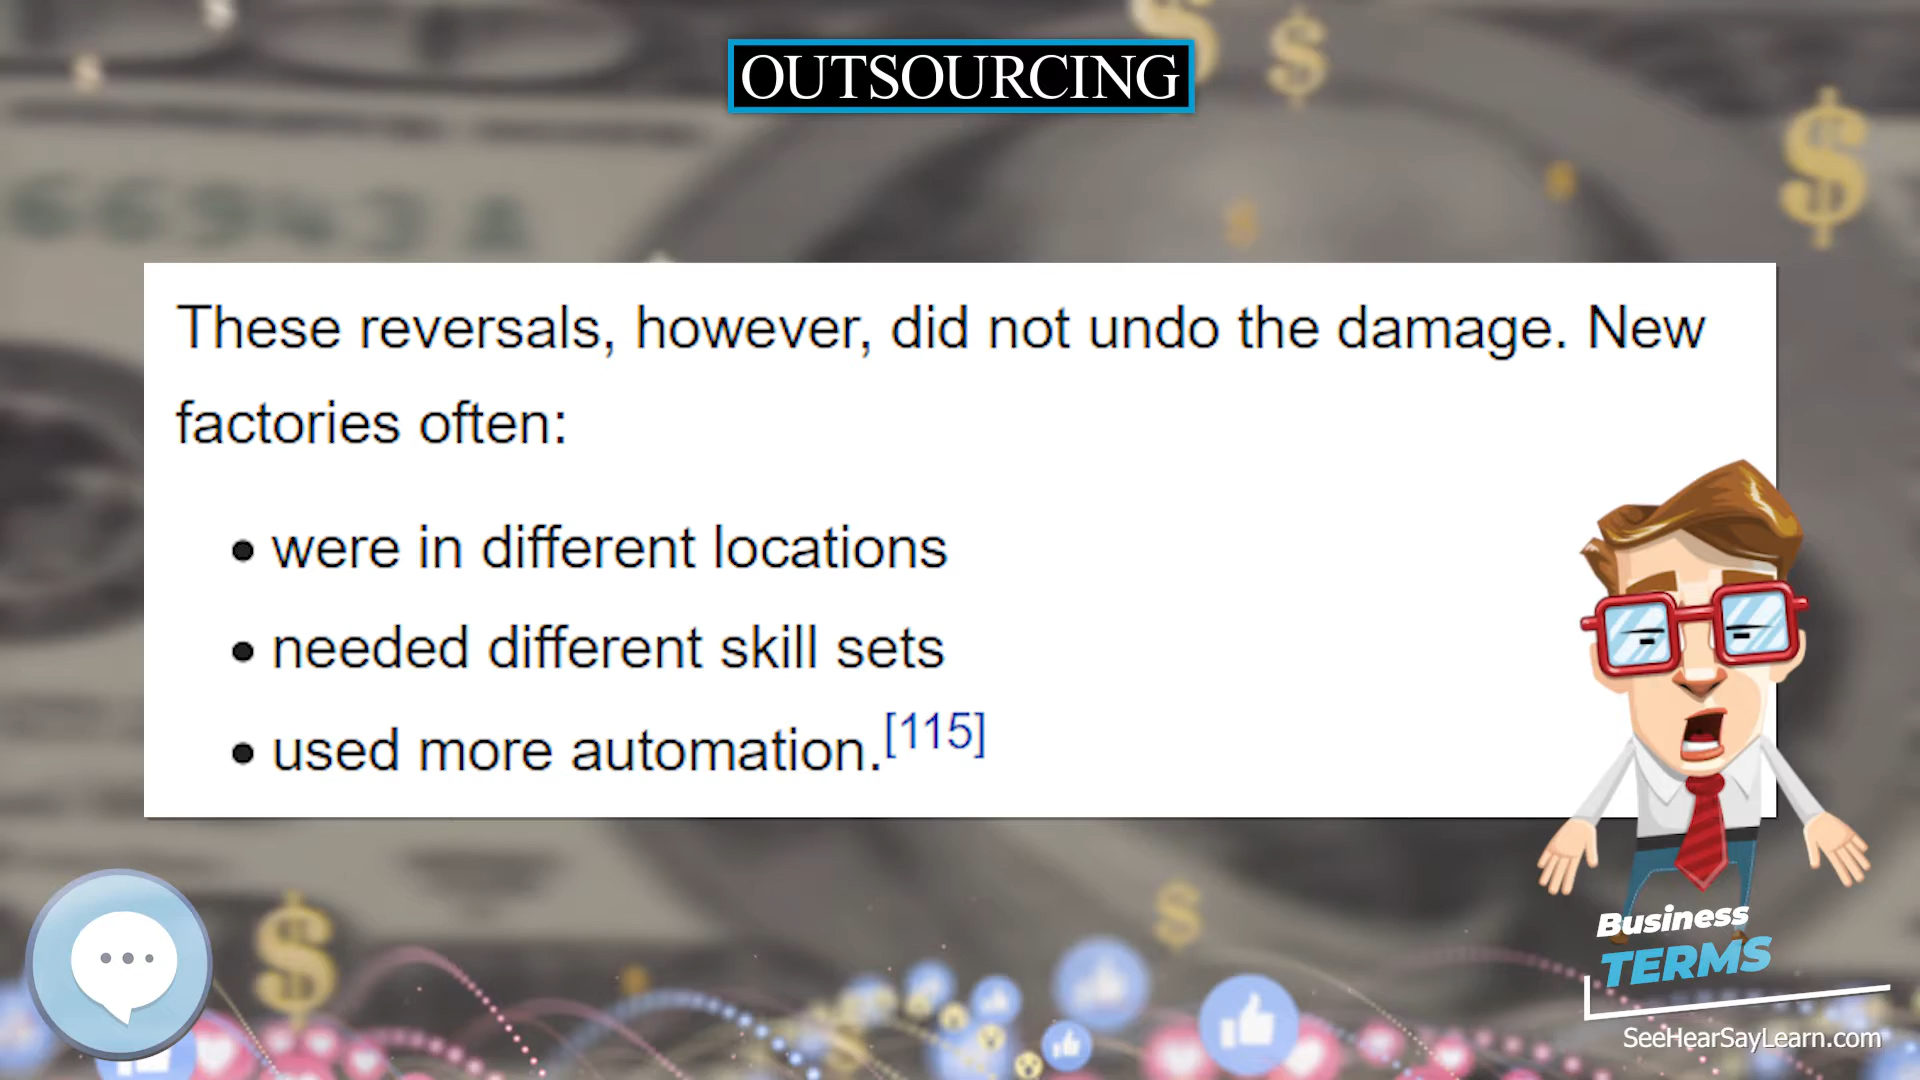 OUTSOURCING
These reversals, however, did not undo the damage. New
factories often:
• were in different locations
• needed different skill sets
• used more automation.[115]
Business
TERMS
SeeHearSayLearn.com